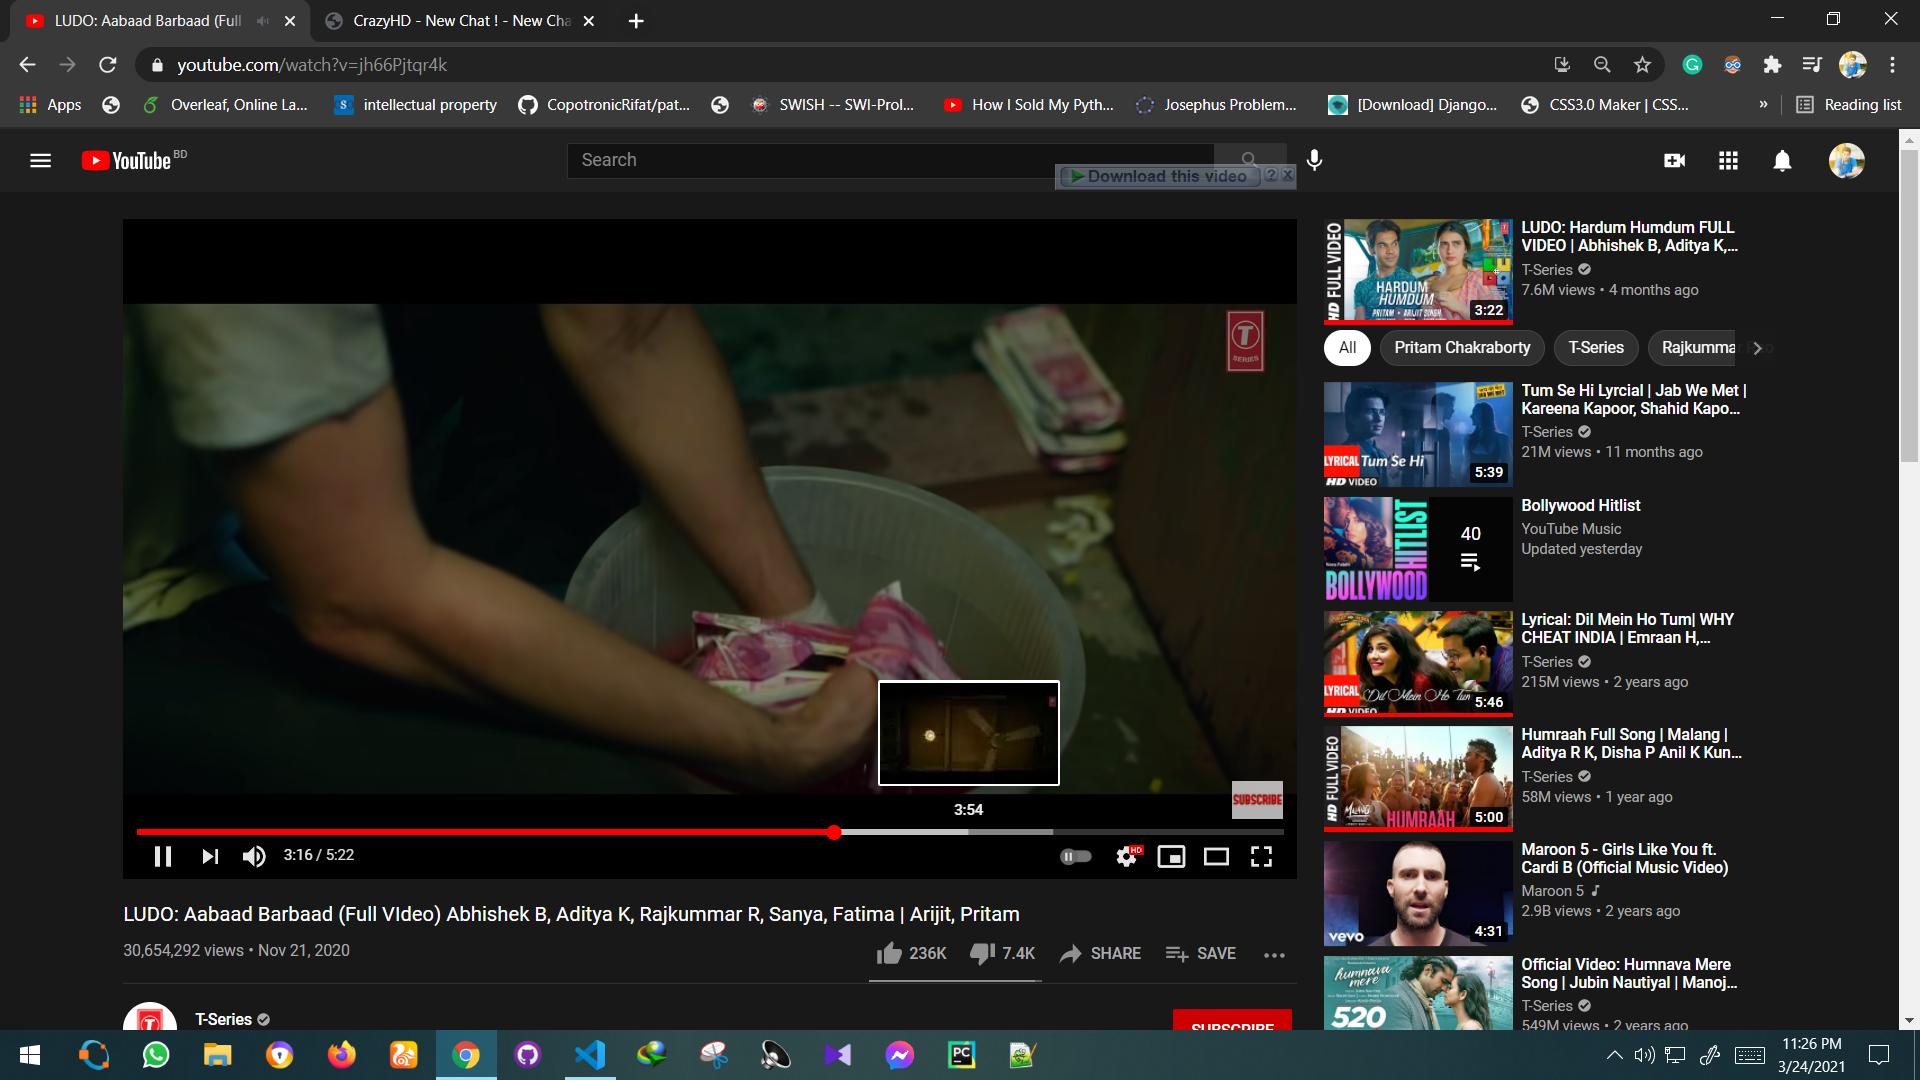 LUDO: Aabaad Barbaad (Full
CrazyHD - New Chat ! - New Cha
youtube.com/watch?v=jh66Pjtqr4k
Apps
Overleaf, Online La...
intellectual property
CopotronicRifat/pat...
SWISH -- SWI-Prol...
How I Sold My Pyth...
Josephus Problem...
[Download] Django...
CSS3.0 Maker | CSS...
»
Reading list
YouTube BD
Search
Download this video
T
SERIES
SUBSCRIBE
3:54
3:16 / 5:22
HD
LUDO: Aabaad Barbaad (Full VIdeo) Abhishek B, Aditya K, Rajkummar R, Sanya, Fatima | Arijit, Pritam
30,654,292 views • Nov 21, 2020
236K
7.4K
SHARE
SAVE
T-Series
SUBSCRIBE
HD FULL VIDEO
HARDUM
HUMDUM
PRITAM • ARIJIT SINGH
3:22
LUDO: Hardum Humdum FULL
VIDEO | Abhishek B, Aditya K,...
T-Series
7.6M views • 4 months ago
All
Pritam Chakraborty
T-Series
Rajkummar
LYRICAL
Tum Se Hi
HD VIDEO
5:39
Tum Se Hi Lyrcial | Jab We Met |
Kareena Kapoor, Shahid Kapo...
T-Series
21M views • 11 months ago
HITLIST
BOLLYWOOD
40
Bollywood Hitlist
YouTube Music
Updated yesterday
LYRICAL
Dil Mein Ho Tum
HD VIDEO
5:46
Lyrical: Dil Mein Ho Tum| WHY
CHEAT INDIA | Emraan H,...
T-Series
215M views • 2 years ago
HD FULL VIDEO
MALANG
HUMRAAH
5:00
Humraah Full Song | Malang |
Aditya R K, Disha P Anil K Kun...
T-Series
58M views • 1 year ago
vevo
4:31
Maroon 5 - Girls Like You ft.
Cardi B (Official Music Video)
Maroon 5
2.9B views • 2 years ago
humnava
mere
520
Official Video: Humnava Mere
Song | Jubin Nautiyal | Manoj...
T-Series
549M views • 2 years ago
PC
11:26 PM
3/24/2021